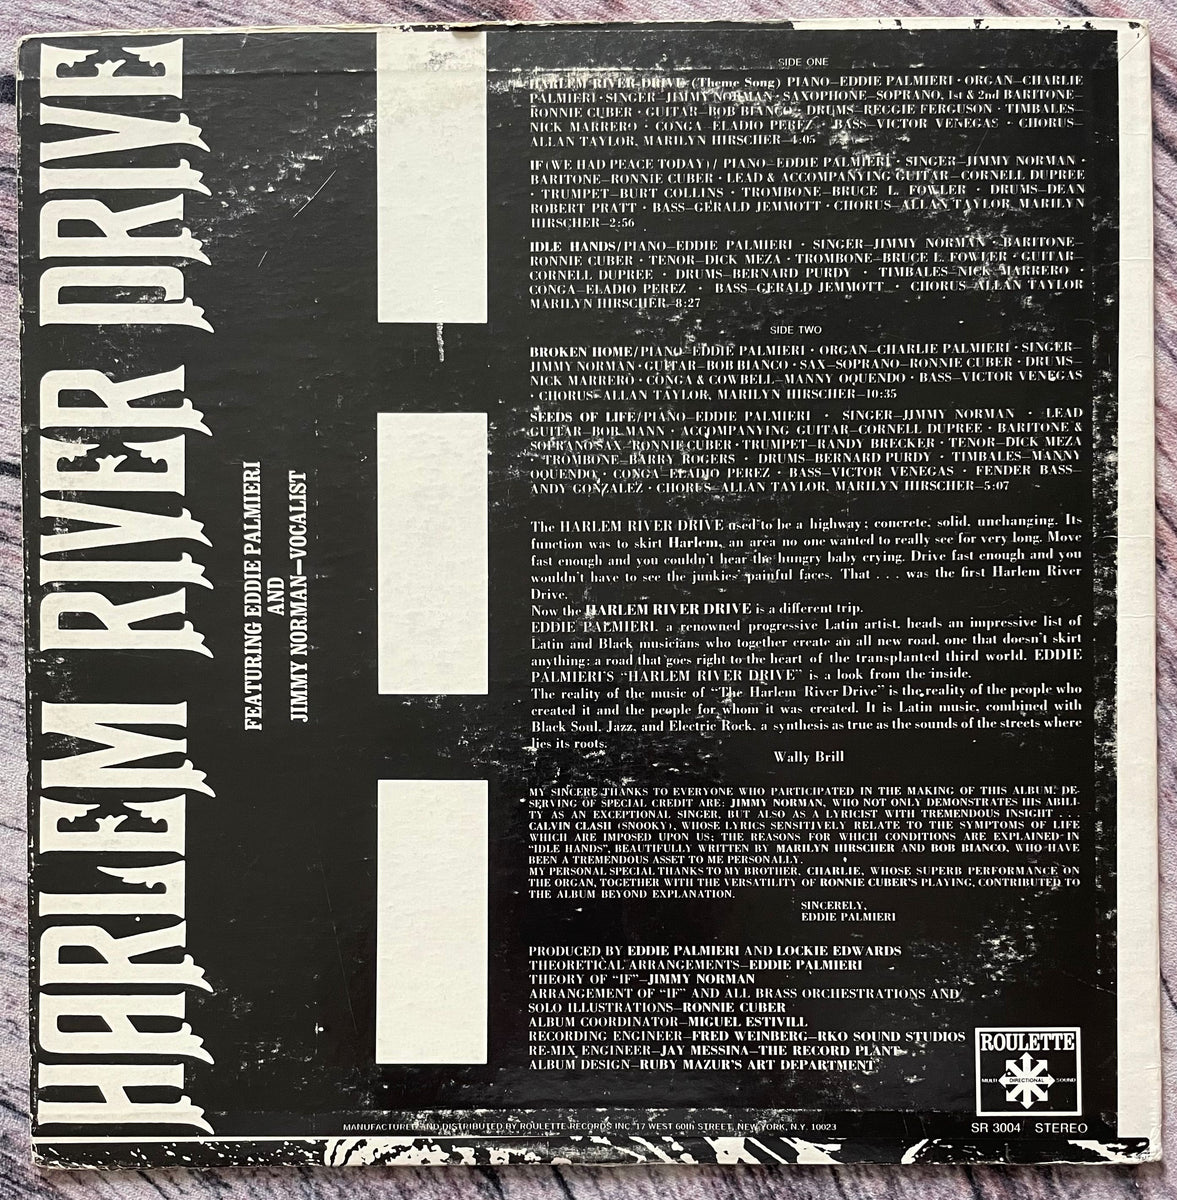 HARLEM RIVER DRIVE
FEATURING EDDIE PALMIERI
AND
JIMMY NORMAN—VOCALIST
SIDE ONE
HARLEM RIVER DRIVE (Theme Song) PIANO—EDDIE PALMIERI · ORGAN—CHARLIE
PALMIERI · SINGER—JIMMY NORMAN · SAXOPHONE—SOPRANO, 1st & 2nd BARITONE—
RONNIE CUBER · GUITAR—BOB BIANCO · DRUMS—REGGIE FERGUSON · TIMBALES—
NICK MARRERO · CONGA—ELADIO PEREZ · BASS—VICTOR VENEGAS · CHORUS—
ALLAN TAYLOR, MARILYN HIRSCHER—4:05
IF (WE HAD PEACE TODAY) / PIANO—EDDIE PALMIERI · SINGER—JIMMY NORMAN ·
BARITONE—RONNIE CUBER · LEAD & ACCOMPANYING GUITAR—CORNELL DUPREE
· TRUMPET—BURT COLLINS · TROMBONE—BRUCE L. FOWLER · DRUMS—DEAN
ROBERT PRATT · BASS—GERALD JEMMOTT · CHORUS—ALLAN TAYLOR, MARILYN
HIRSCHER—2:56
IDLE HANDS/PIANO—EDDIE PALMIERI · SINGER—JIMMY NORMAN · BARITONE—
RONNIE CUBER · TENOR—DICK MEZA · TROMBONE—BRUCE L. FOWLER · GUITAR—
CORNELL DUPREE · DRUMS—BERNARD PURDY · TIMBALES—NICK MARRERO ·
CONGA—ELADIO PEREZ · BASS—GERALD JEMMOTT · CHORUS—ALLAN TAYLOR
MARILYN HIRSCHER—8:27
SIDE TWO
BROKEN HOME/PIANO—EDDIE PALMIERI · ORGAN—CHARLIE PALMIERI · SINGER—
JIMMY NORMAN · GUITAR—BOB BIANCO · SAX—SOPRANO—RONNIE CUBER · DRUMS—
NICK MARRERO · CONGA & COWBELL—MANNY OQUENDO · BASS—VICTOR VENEGAS
· CHORUS—ALLAN TAYLOR, MARILYN HIRSCHER—10:35
SEEDS OF LIFE/PIANO—EDDIE PALMIERI · SINGER—JIMMY NORMAN · LEAD
GUITAR—BOB MANN · ACCOMPANYING GUITAR—CORNELL DUPREE · BARITONE &
SOPRANO SAX—RONNIE CUBER · TRUMPET—RANDY BRECKER · TENOR—DICK MEZA
· TROMBONE—BARRY ROGERS · DRUMS—BERNARD PURDY · TIMBALES—MANNY
OQUENDO · CONGA—ELADIO PEREZ · BASS—VICTOR VENEGAS · FENDER BASS—
ANDY GONZALEZ · CHORUS—ALLAN TAYLOR, MARILYN HIRSCHER—5:07
The HARLEM RIVER DRIVE used to be a highway; concrete, solid, unchanging. Its
function was to skirt Harlem, an area no one wanted to really see for very long. Move
fast enough and you couldn't hear the hungry baby crying. Drive fast enough and you
wouldn't have to see the junkies' painful faces. That . . . was the first Harlem River
Drive.
Now the HARLEM RIVER DRIVE is a different trip.
EDDIE PALMIERI, a renowned progressive Latin artist, heads an impressive list of
Latin and Black musicians who together create an all new road, one that doesn't skirt
anything; a road that goes right to the heart of the transplanted third world. EDDIE
PALMIERI'S "HARLEM RIVER DRIVE" is a look from the inside.
The reality of the music of "The Harlem River Drive" is the reality of the people who
created it and the people for whom it was created. It is Latin music, combined with
Black Soul, Jazz, and Electric Rock, a synthesis as true as the sounds of the streets where
lies its roots.
Wally Brill
MY SINCERE THANKS TO EVERYONE WHO PARTICIPATED IN THE MAKING OF THIS ALBUM. DE-
SERVING OF SPECIAL CREDIT ARE: JIMMY NORMAN, WHO NOT ONLY DEMONSTRATES HIS ABILI-
TY AS AN EXCEPTIONAL SINGER, BUT ALSO AS A LYRICIST WITH TREMENDOUS INSIGHT . . .
CALVIN CLASH (SNOOKY), WHOSE LYRICS SENSITIVELY RELATE TO THE SYMPTOMS OF LIFE
WHICH ARE IMPOSED UPON US; THE REASONS FOR WHICH CONDITIONS ARE EXPLAINED IN
"IDLE HANDS", BEAUTIFULLY WRITTEN BY MARILYN HIRSCHER AND BOB BIANCO, WHO HAVE
BEEN A TREMENDOUS ASSET TO ME PERSONALLY.
MY PERSONAL SPECIAL THANKS TO MY BROTHER, CHARLIE, WHOSE SUPERB PERFORMANCE ON
THE ORGAN, TOGETHER WITH THE VERSATILITY OF RONNIE CUBER'S PLAYING, CONTRIBUTED TO
THE ALBUM BEYOND EXPLANATION.
SINCERELY,
EDDIE PALMIERI
PRODUCED BY EDDIE PALMIERI AND LOCKIE EDWARDS
THEORETICAL ARRANGEMENTS—EDDIE PALMIERI
THEORY OF "IF"—JIMMY NORMAN
ARRANGEMENT OF "IF" AND ALL BRASS ORCHESTRATIONS AND
SOLO ILLUSTRATIONS—RONNIE CUBER
ALBUM COORDINATOR—MIGUEL ESTIVILL
RECORDING ENGINEER—FRED WEINBERG—RKO SOUND STUDIOS
RE-MIX ENGINEER—JAY MESSINA—THE RECORD PLANT
ALBUM DESIGN—RUBY MAZUR'S ART DEPARTMENT
ROULETTE
MULTI DIRECTIONAL SOUND
SR 3004 STEREO
MANUFACTURED AND DISTRIBUTED BY ROULETTE RECORDS INC. 17 WEST 60th STREET, NEW YORK, N.Y. 10023